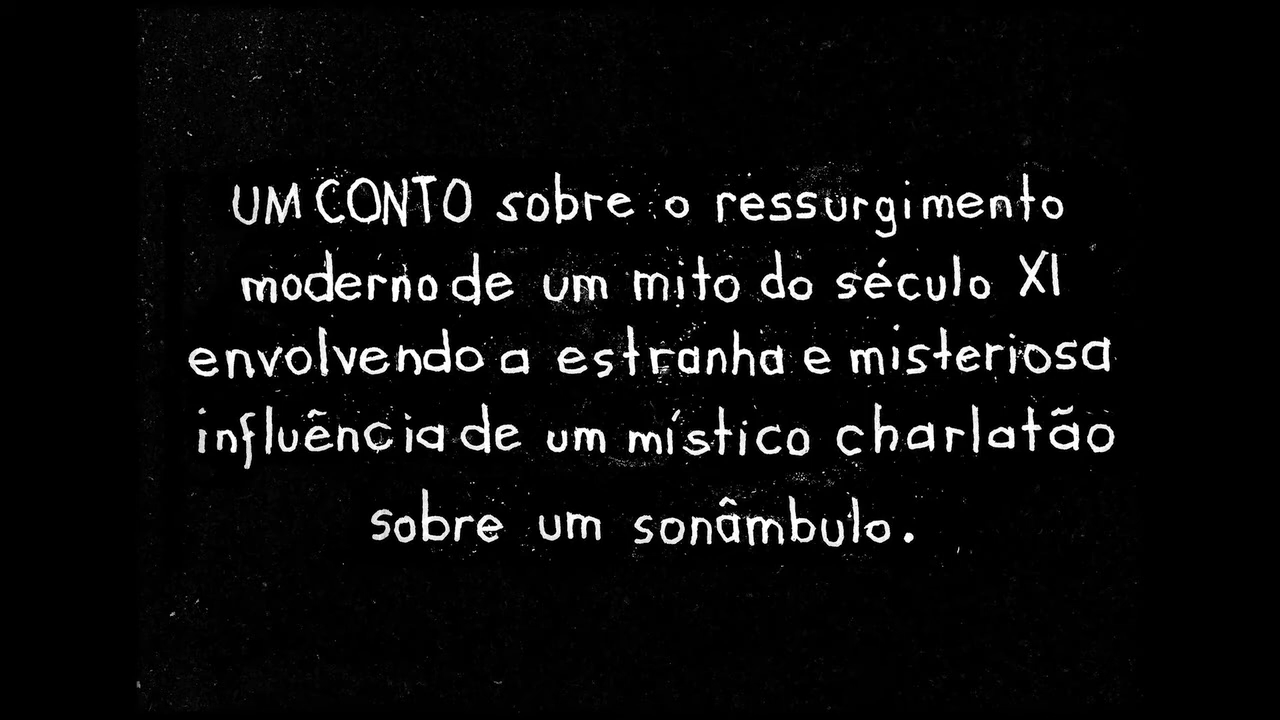 UM CONTO sobre o ressurgimento
moderno de um mito do século XI
envolvendo a estranha e misteriosa
influência de um místico charlatão
sobre um sonâmbulo.